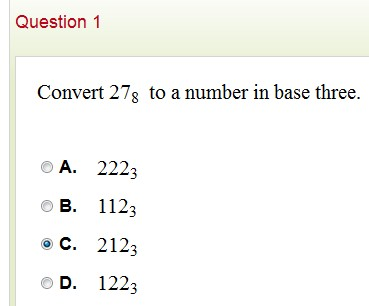 Question 1
Convert 27₈ to a number in base three.
A. 222₃
B. 112₃
C. 212₃
D. 122₃